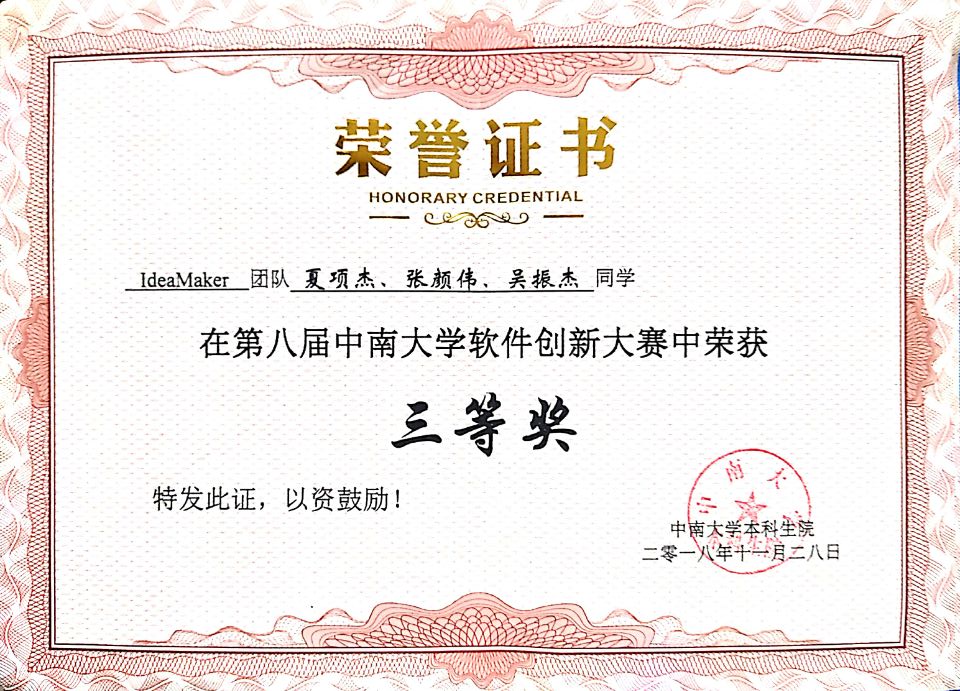 荣誉证书
HONORARY CREDENTIAL
IdeaMaker 团队 夏项杰、张颜伟、吴振杰 同学
在第八届中南大学软件创新大赛中荣获
三等奖
特发此证，以资鼓励！
中南大
中南大学本科生院
二零一八年十一月二八日